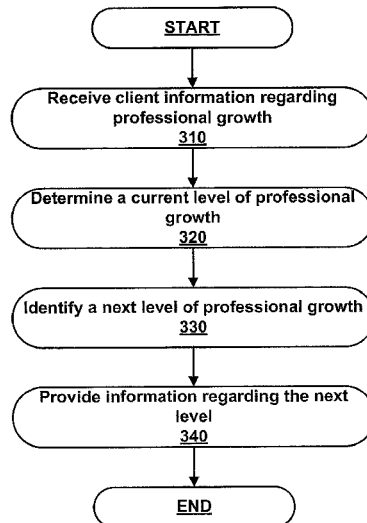 START
Receive client information regarding
professional growth
310
Determine a current level of professional
growth
320
Identify a next level of professional growth
330
Provide information regarding the next
level
340
END